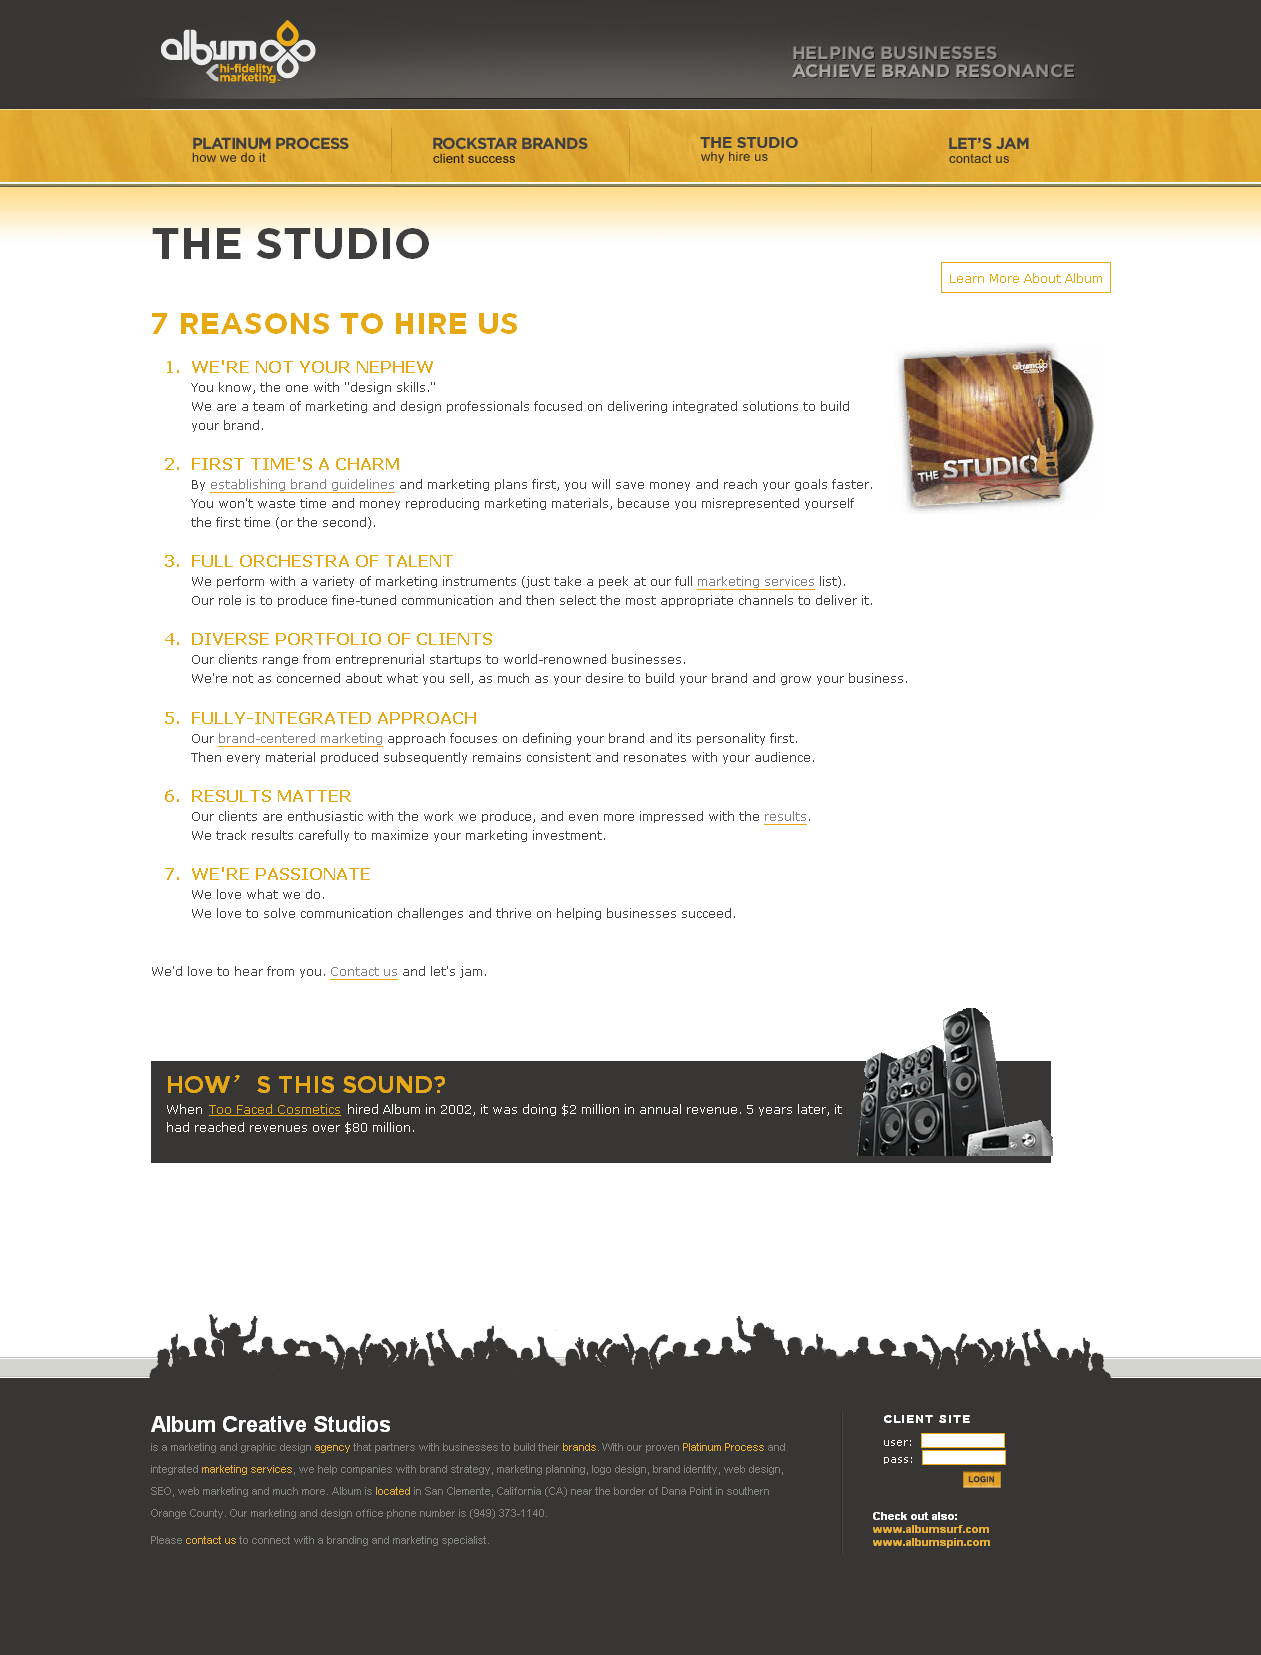 album
hi-fidelity
marketing
HELPING BUSINESSES
ACHIEVE BRAND RESONANCE
PLATINUM PROCESS
how we do it
ROCKSTAR BRANDS
client success
THE STUDIO
why hire us
LET'S JAM
contact us
THE STUDIO
Learn More About Album
7 REASONS TO HIRE US
1. WE'RE NOT YOUR NEPHEW
You know, the one with "design skills."
We are a team of marketing and design professionals focused on delivering integrated solutions to build
your brand.
album
THE STUDIO
2. FIRST TIME'S A CHARM
By establishing brand guidelines and marketing plans first, you will save money and reach your goals faster.
You won't waste time and money reproducing marketing materials, because you misrepresented yourself
the first time (or the second).
3. FULL ORCHESTRA OF TALENT
We perform with a variety of marketing instruments (just take a peek at our full marketing services list).
Our role is to produce fine-tuned communication and then select the most appropriate channels to deliver it.
4. DIVERSE PORTFOLIO OF CLIENTS
Our clients range from entreprenurial startups to world-renowned businesses.
We're not as concerned about what you sell, as much as your desire to build your brand and grow your business.
5. FULLY-INTEGRATED APPROACH
Our brand-centered marketing approach focuses on defining your brand and its personality first.
Then every material produced subsequently remains consistent and resonates with your audience.
6. RESULTS MATTER
Our clients are enthusiastic with the work we produce, and even more impressed with the results.
We track results carefully to maximize your marketing investment.
7. WE'RE PASSIONATE
We love what we do.
We love to solve communication challenges and thrive on helping businesses succeed.
We'd love to hear from you. Contact us and let's jam.
HOW'S THIS SOUND?
When Too Faced Cosmetics hired Album in 2002, it was doing $2 million in annual revenue. 5 years later, it
had reached revenues over $80 million.
Album Creative Studios
is a marketing and graphic design agency that partners with businesses to build their brands. With our proven Platinum Process and
integrated marketing services, we help companies with brand strategy, marketing planning, logo design, brand identity, web design,
SEO, web marketing and much more. Album is located in San Clemente, California (CA) near the border of Dana Point in southern
Orange County. Our marketing and design office phone number is (949) 373-1140.
Please contact us to connect with a branding and marketing specialist.
CLIENT SITE
user:
pass:
LOGIN
Check out also:
www.albumsurf.com
www.albumspin.com